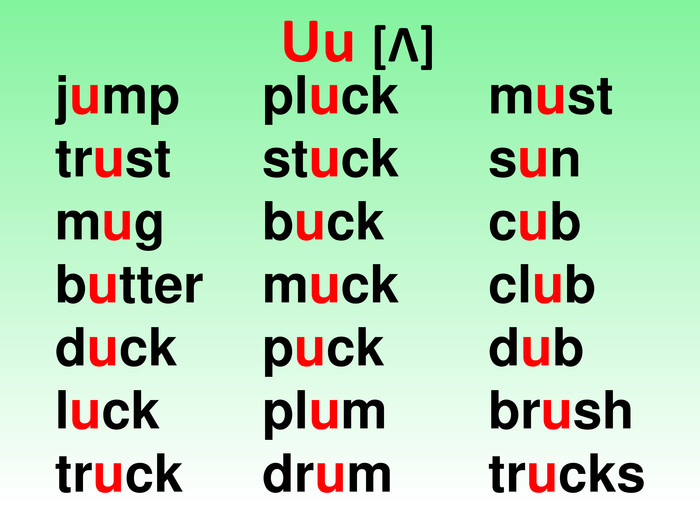 Uu [ʌ]
jump pluck must
trust stuck sun
mug buck cub
butter muck club
duck puck dub
luck plum brush
truck drum trucks